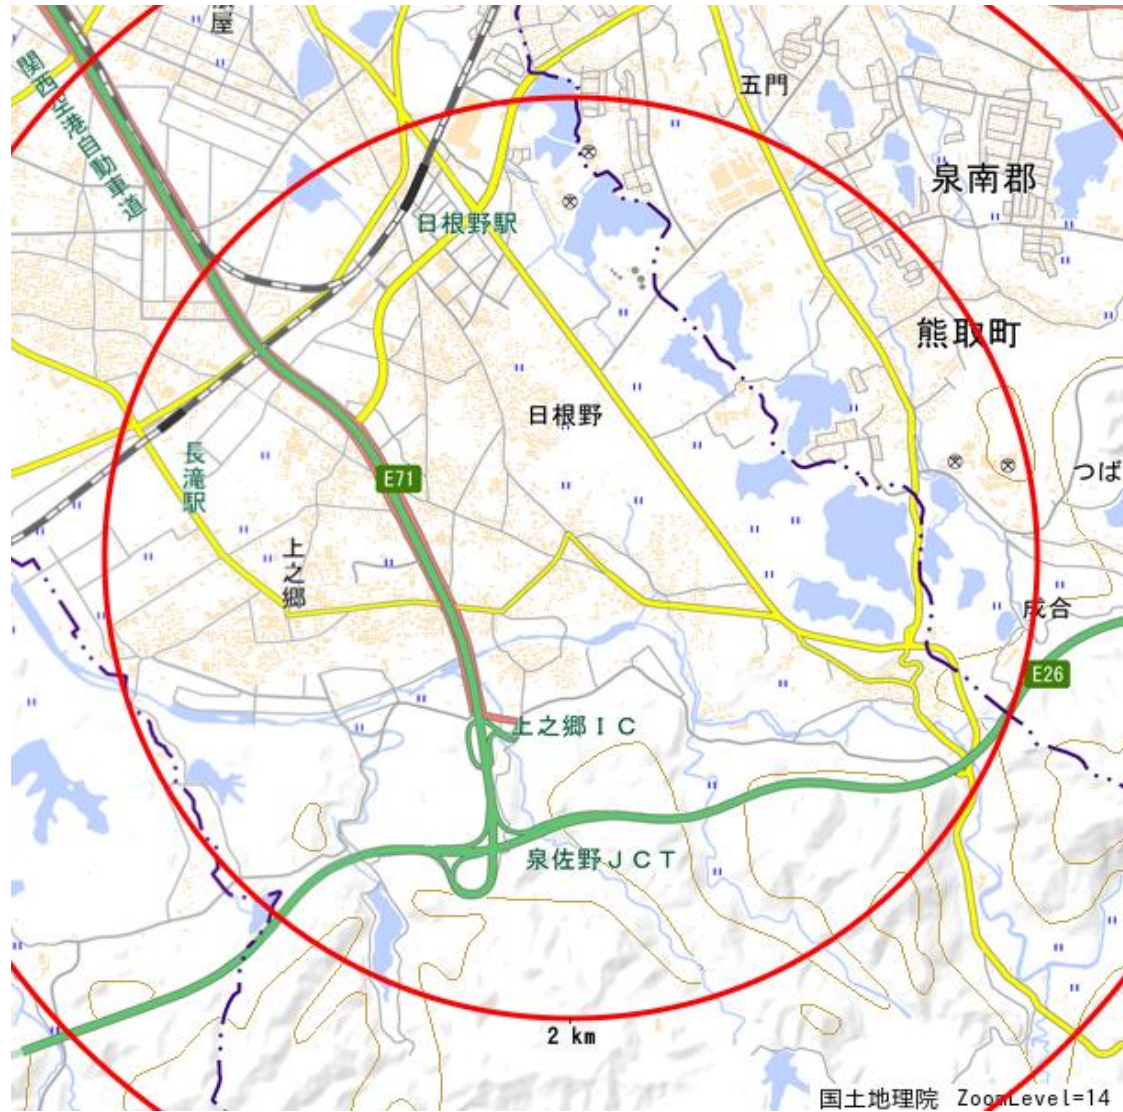 屋
関西空港自動車道
五門
泉南郡
日根野駅
熊取町
日根野
長滝駅
E71
つば
上之郷
成合
E26
上之郷IC
泉佐野JCT
2 km
国土地理院 ZoomLevel=14